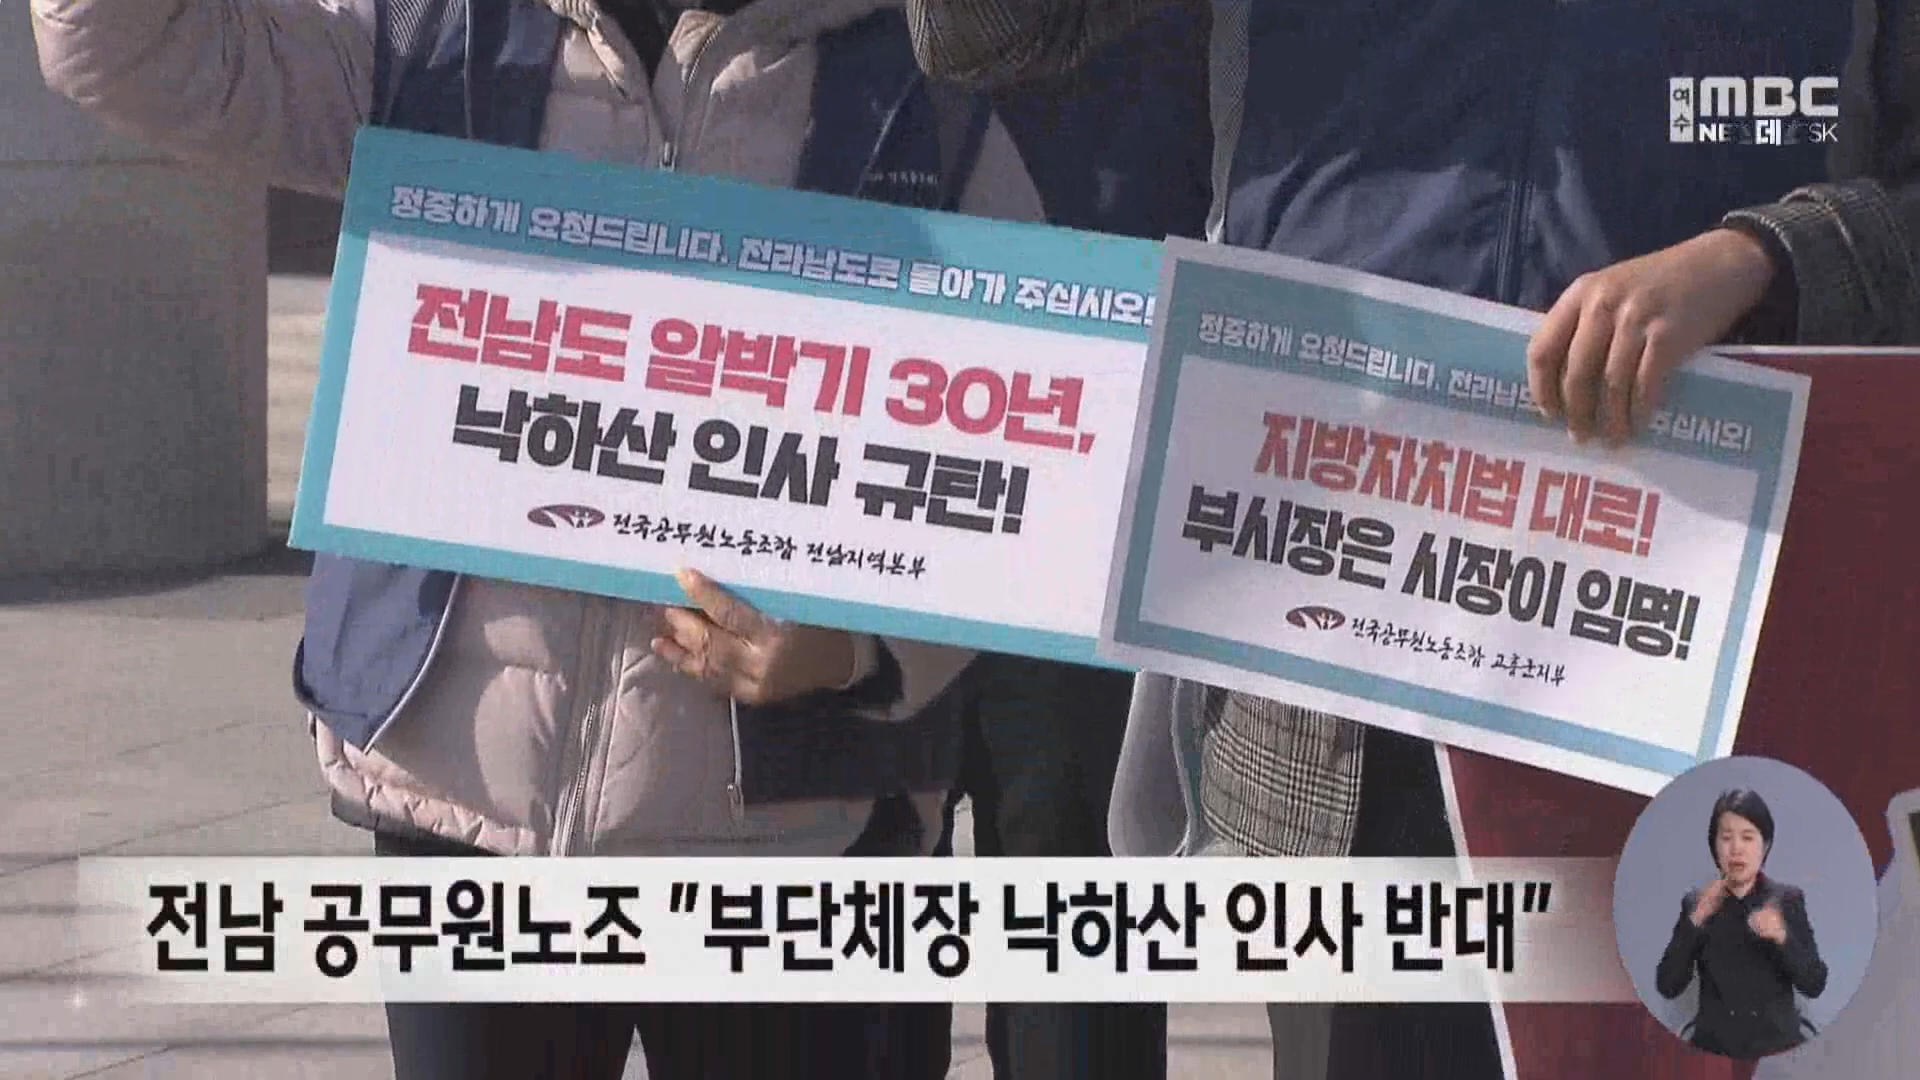 여수 MBC
NE 데 SK
정중하게 요청드립니다. 전라남도로 돌아가 주십시오!
전남도 알박기 30년,
낙하산 인사 규탄!
전국공무원노동조합 전남지역본부
정중하게 요청드립니다. 전라남도 주십시오!
지방자치법 대로!
부시장은 시장이 임명!
전국공무원노동조합 고흥군지부
전남 공무원노조 "부단체장 낙하산 인사 반대"